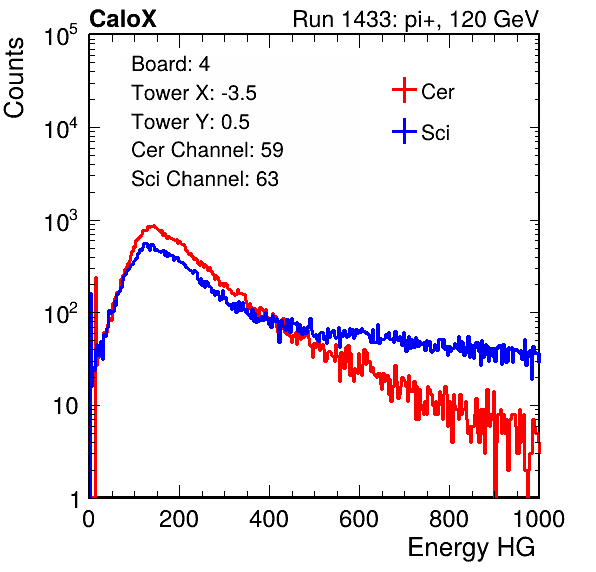 CaloX Run 1433: pi+, 120 GeV
Counts
Board: 4
Tower X: -3.5
Tower Y: 0.5
Cer Channel: 59
Sci Channel: 63
Cer
Sci
10^5
10^4
10^3
10^2
10
1
0 200 400 600 800 1000
Energy HG